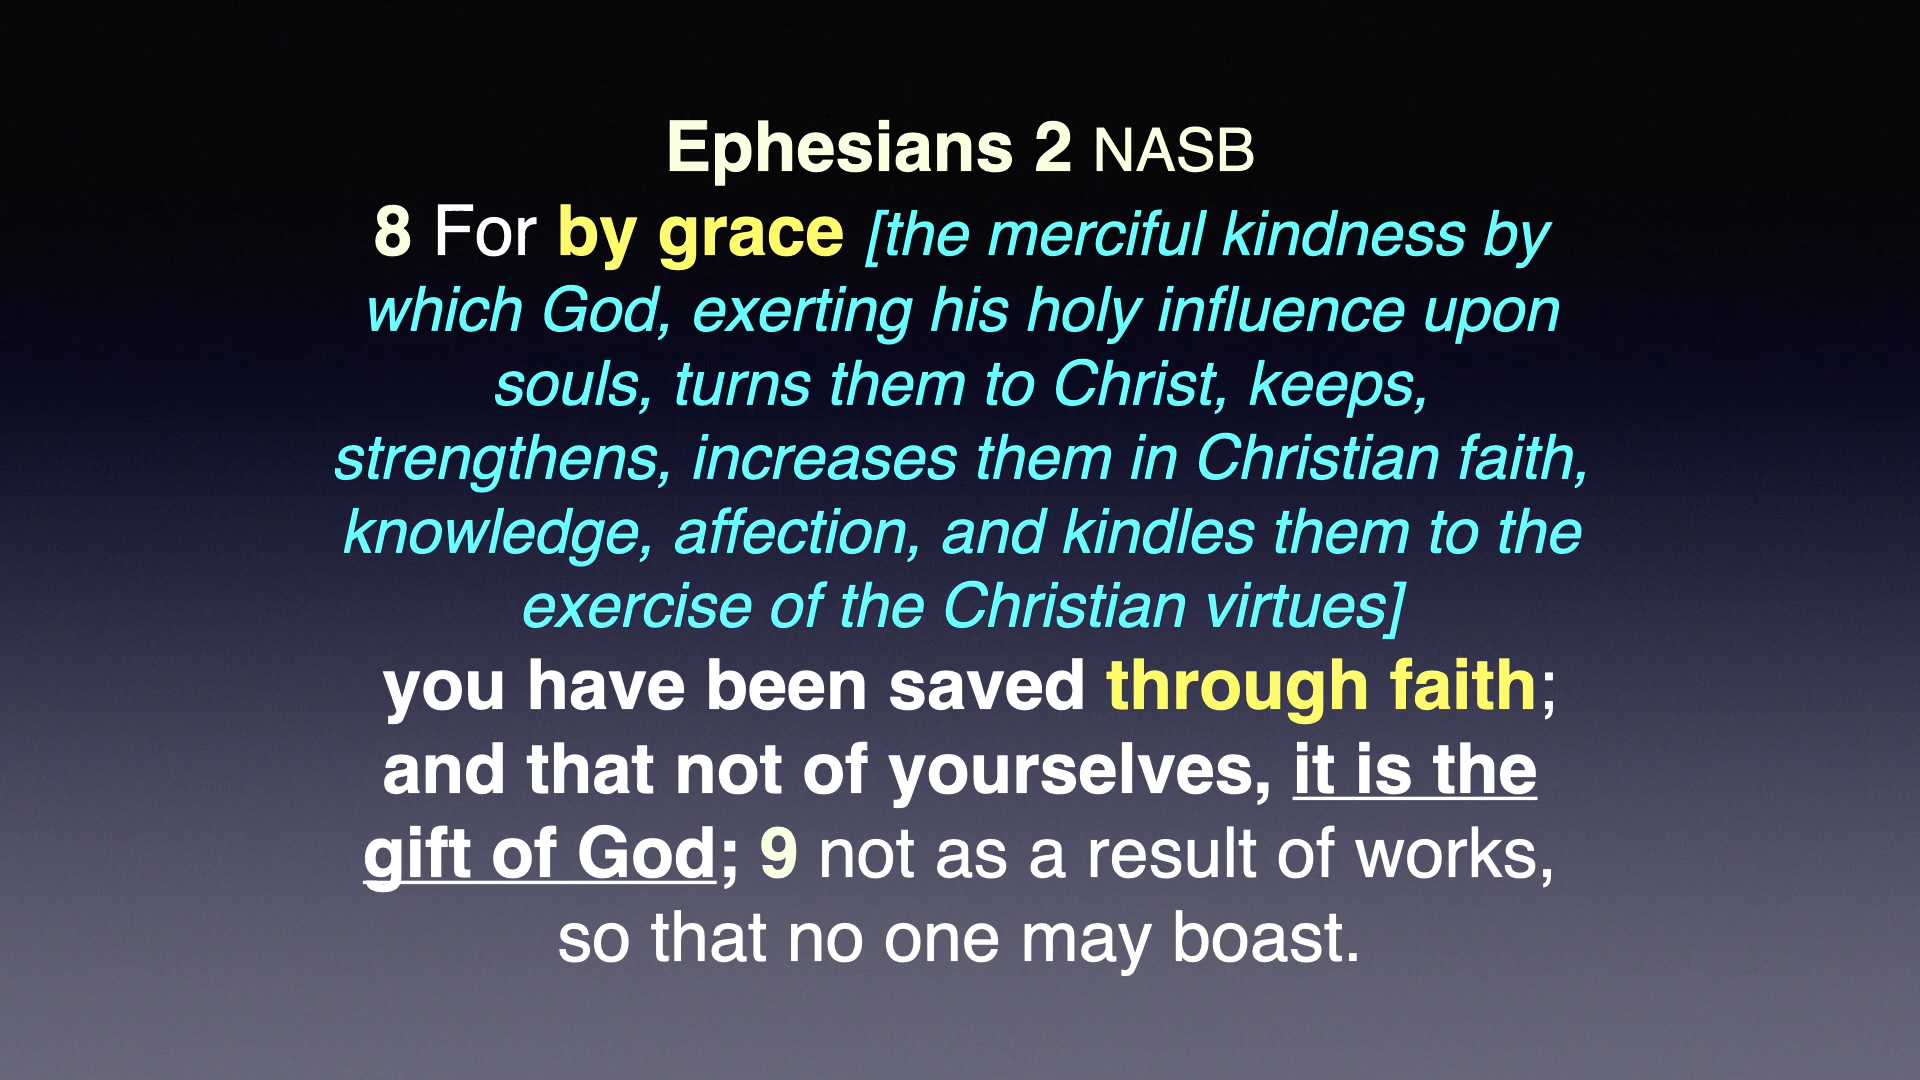 Ephesians 2 NASB
8 For by grace [the merciful kindness by
which God, exerting his holy influence upon
souls, turns them to Christ, keeps,
strengthens, increases them in Christian faith,
knowledge, affection, and kindles them to the
exercise of the Christian virtues]
you have been saved through faith;
and that not of yourselves, it is the
gift of God; 9 not as a result of works,
so that no one may boast.